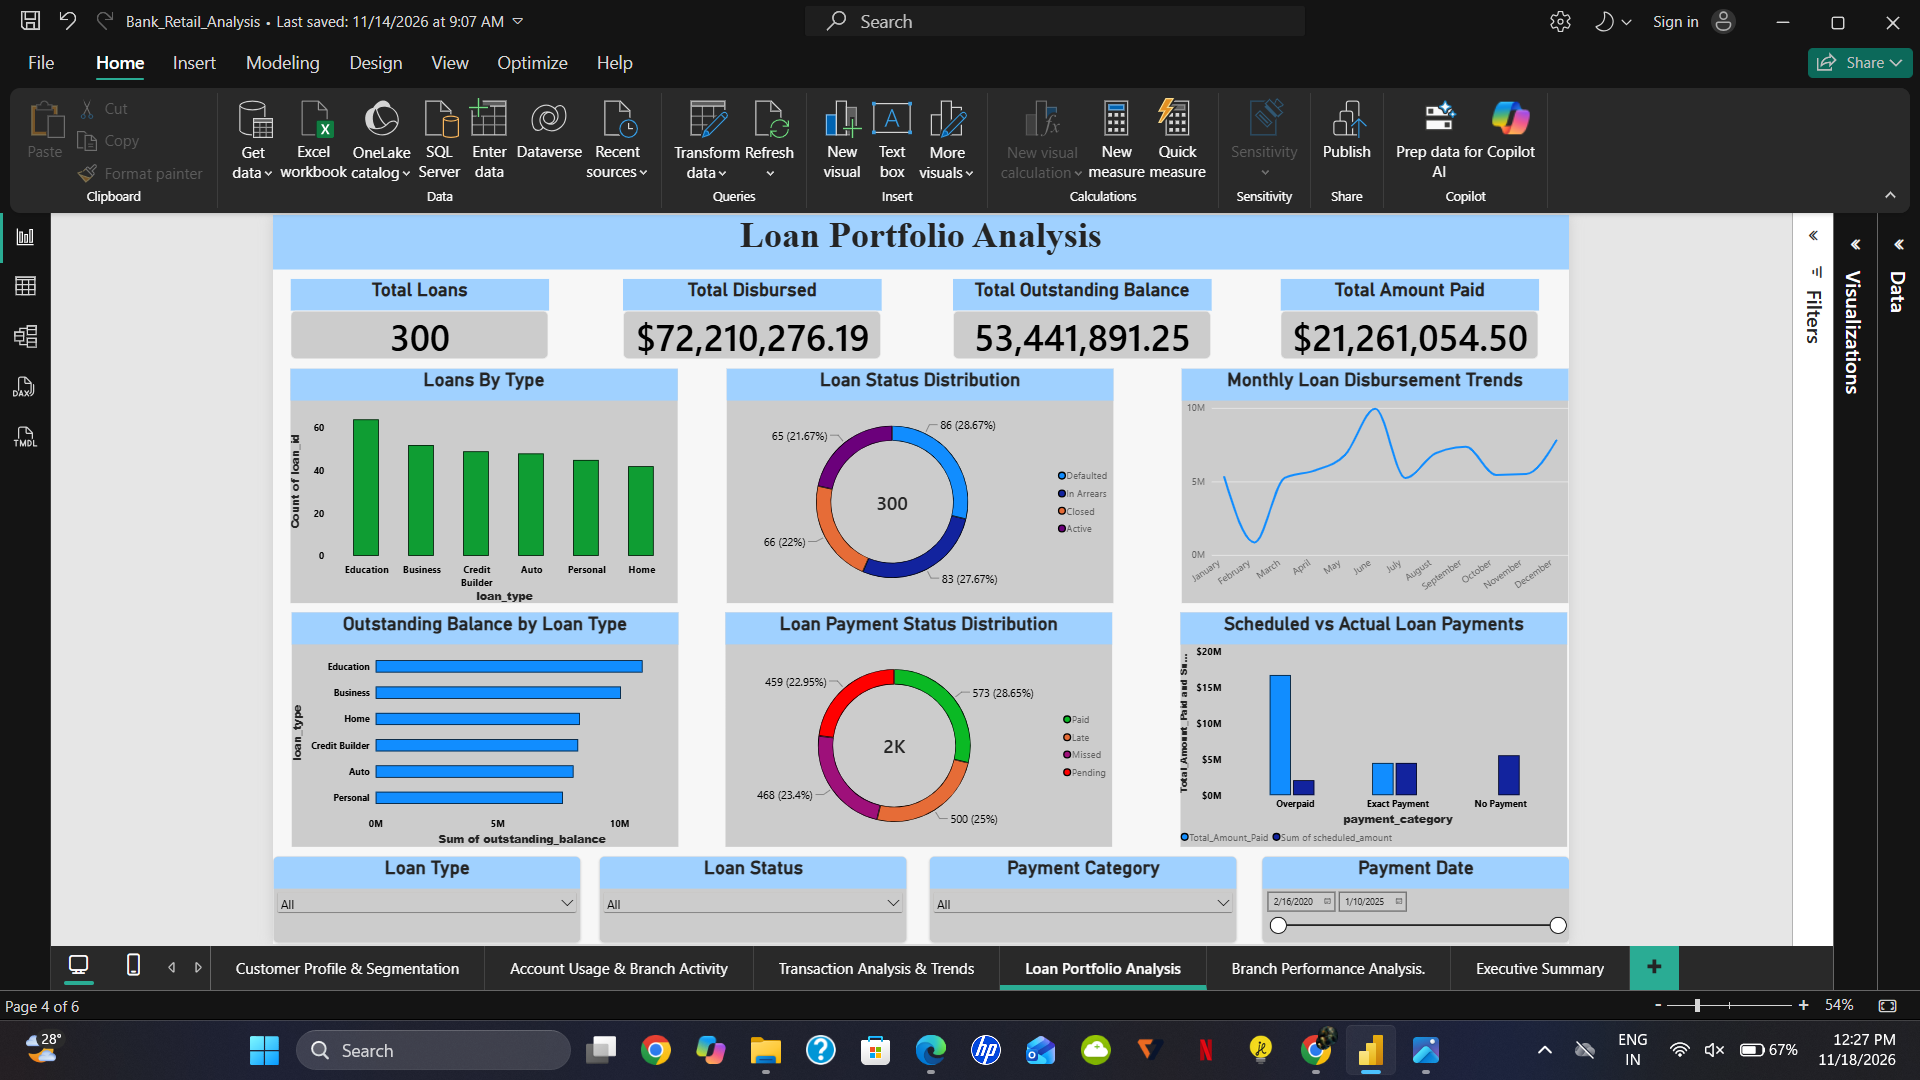 Bank_Retail_Analysis • Last saved: 11/14/2026 at 9:07 AM
Search
Sign in
File Home Insert Modeling Design View Optimize Help
Share
Paste
Cut
Copy
Format painter
Clipboard
Get data
Excel workbook
OneLake catalog
SQL Server
Enter data
Dataverse
Recent sources
Data
Transform data
Refresh
Queries
New visual
Text box
More visuals
Insert
New visual calculation
New measure
Quick measure
Calculations
Sensitivity
Sensitivity
Publish
Share
Prep data for AI
Copilot
Copilot
DAX
TMDL
Loan Portfolio Analysis
Total Loans
300
Total Disbursed
$72,210,276.19
Total Outstanding Balance
53,441,891.25
Total Amount Paid
$21,261,054.50
Loans By Type
Count of loan_id
60
40
20
0
Education Business Credit Builder Auto Personal Home
loan_type
Loan Status Distribution
65 (21.67%)
86 (28.67%)
300
66 (22%)
83 (27.67%)
Defaulted
In Arrears
Closed
Active
Monthly Loan Disbursement Trends
10M
5M
0M
January February March April May June July August September October November December
Outstanding Balance by Loan Type
loan_type
Education
Business
Home
Credit Builder
Auto
Personal
0M 5M 10M
Sum of outstanding_balance
Loan Payment Status Distribution
459 (22.95%)
573 (28.65%)
2K
468 (23.4%)
500 (25%)
Paid
Late
Missed
Pending
Scheduled vs Actual Loan Payments
Total_Amount_Paid and Su...
$20M
$15M
$10M
$5M
$0M
Overpaid Exact Payment No Payment
payment_category
Total_Amount_Paid Sum of scheduled_amount
Loan Type
All
Loan Status
All
Payment Category
All
Payment Date
2/16/2020 1/10/2025
Filters
Visualizations
Data
Customer Profile & Segmentation
Account Usage & Branch Activity
Transaction Analysis & Trends
Loan Portfolio Analysis
Branch Performance Analysis.
Executive Summary
+
Page 4 of 6
- + 54%
28°
Search
hp
N
ENG
IN
67%
12:27 PM
11/18/2026